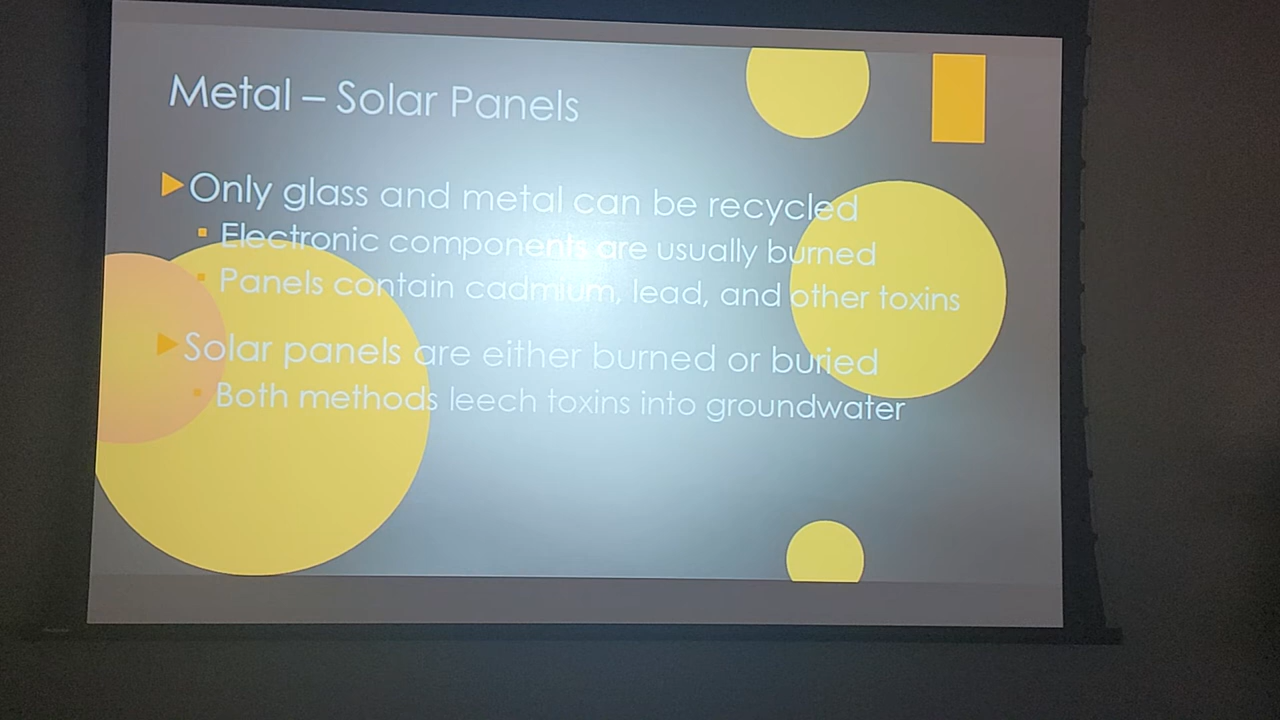 Metal – Solar Panels
Only glass and metal can be recycled
Electronic components are usually burned
Panels contain cadmium, lead, and other toxins
Solar panels are either burned or buried
Both methods leech toxins into groundwater